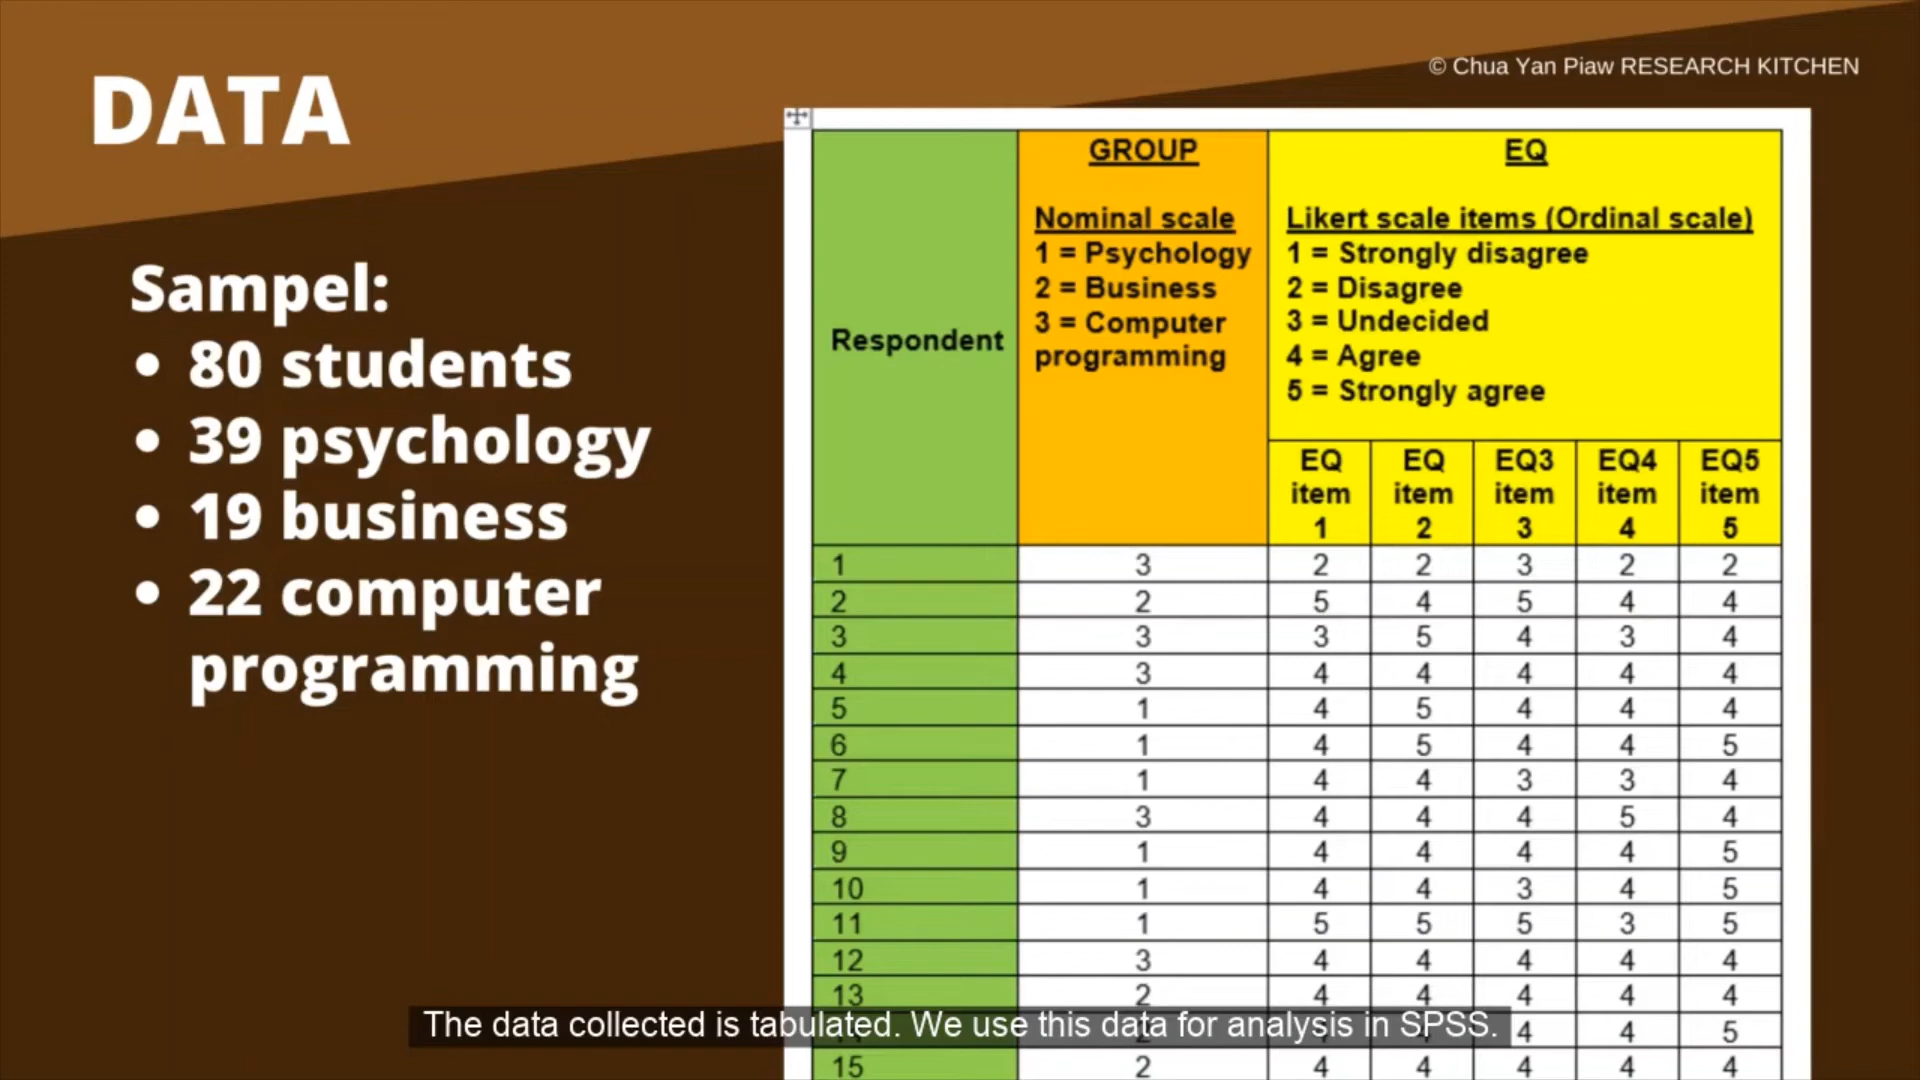 © Chua Yan Piaw RESEARCH KITCHEN
DATA
Sampel:
• 80 students
• 39 psychology
• 19 business
• 22 computer
programming
Respondent
GROUP
Nominal scale
1 = Psychology
2 = Business
3 = Computer
programming
EQ
Likert scale items (Ordinal scale)
1 = Strongly disagree
2 = Disagree
3 = Undecided
4 = Agree
5 = Strongly agree
EQ item 1 EQ item 2 EQ3 item 3 EQ4 item 4 EQ5 item 5
1 3 2 2 3 2 2
2 2 5 4 5 4 4
3 3 3 5 4 3 4
4 3 4 4 4 4 4
5 1 4 5 4 4 4
6 1 4 5 4 4 5
7 1 4 4 3 3 4
8 3 4 4 4 5 4
9 1 4 4 4 4 5
10 1 4 4 3 4 5
11 1 5 5 5 3 5
12 3 4 4 4 4 4
13 2 4 4 4 4 4
4 4 5
15 2 4 4 4 4 4
The data collected is tabulated. We use this data for analysis in SPSS.